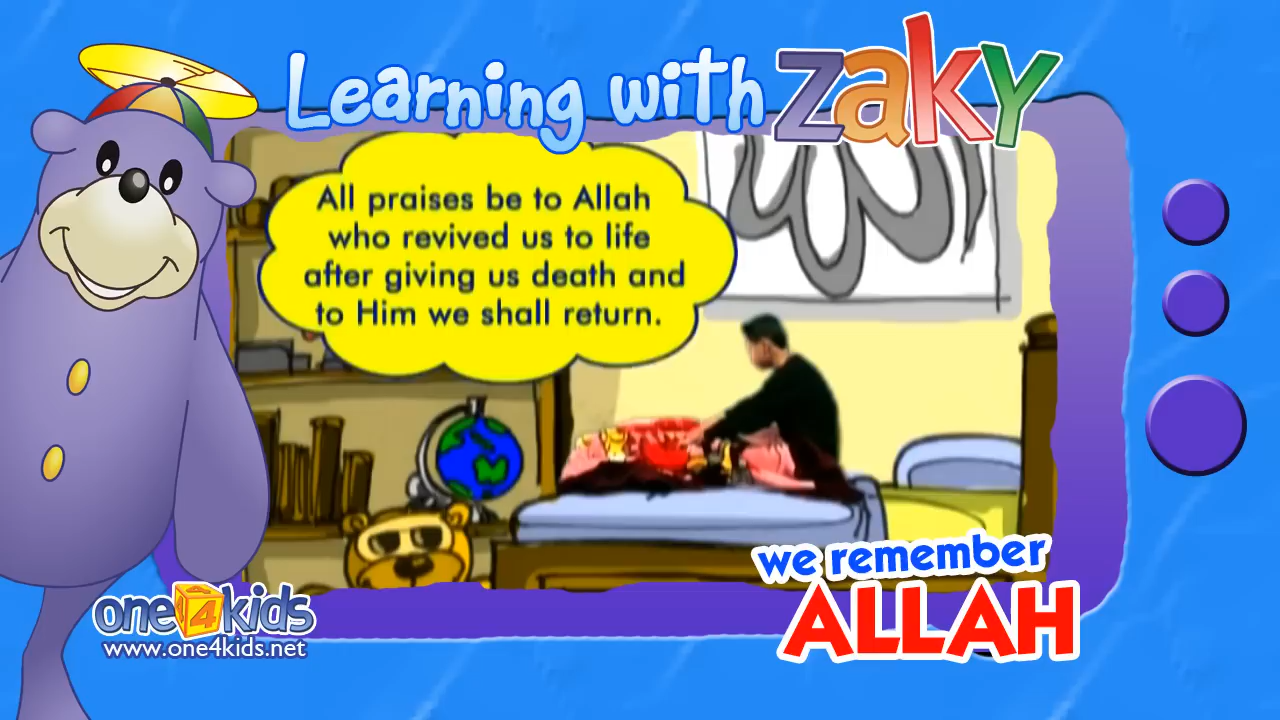 Learning with zaky
All praises be to Allah
who revived us to life
after giving us death and
to Him we shall return.
we remember
ALLAH
one4kids
www.one4kids.net